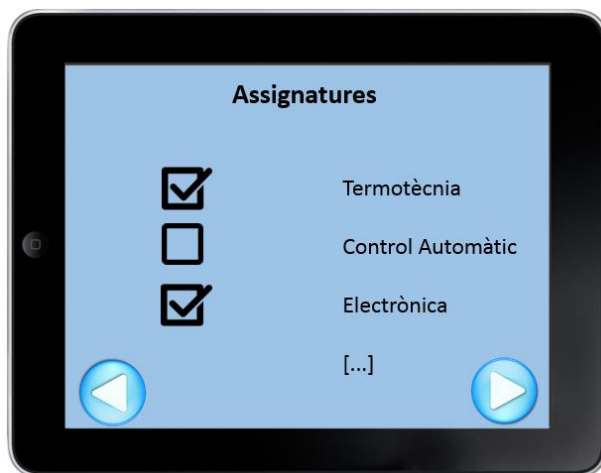 Assignatures
Termotècnia
Control Automàtic
Electrònica
[...]